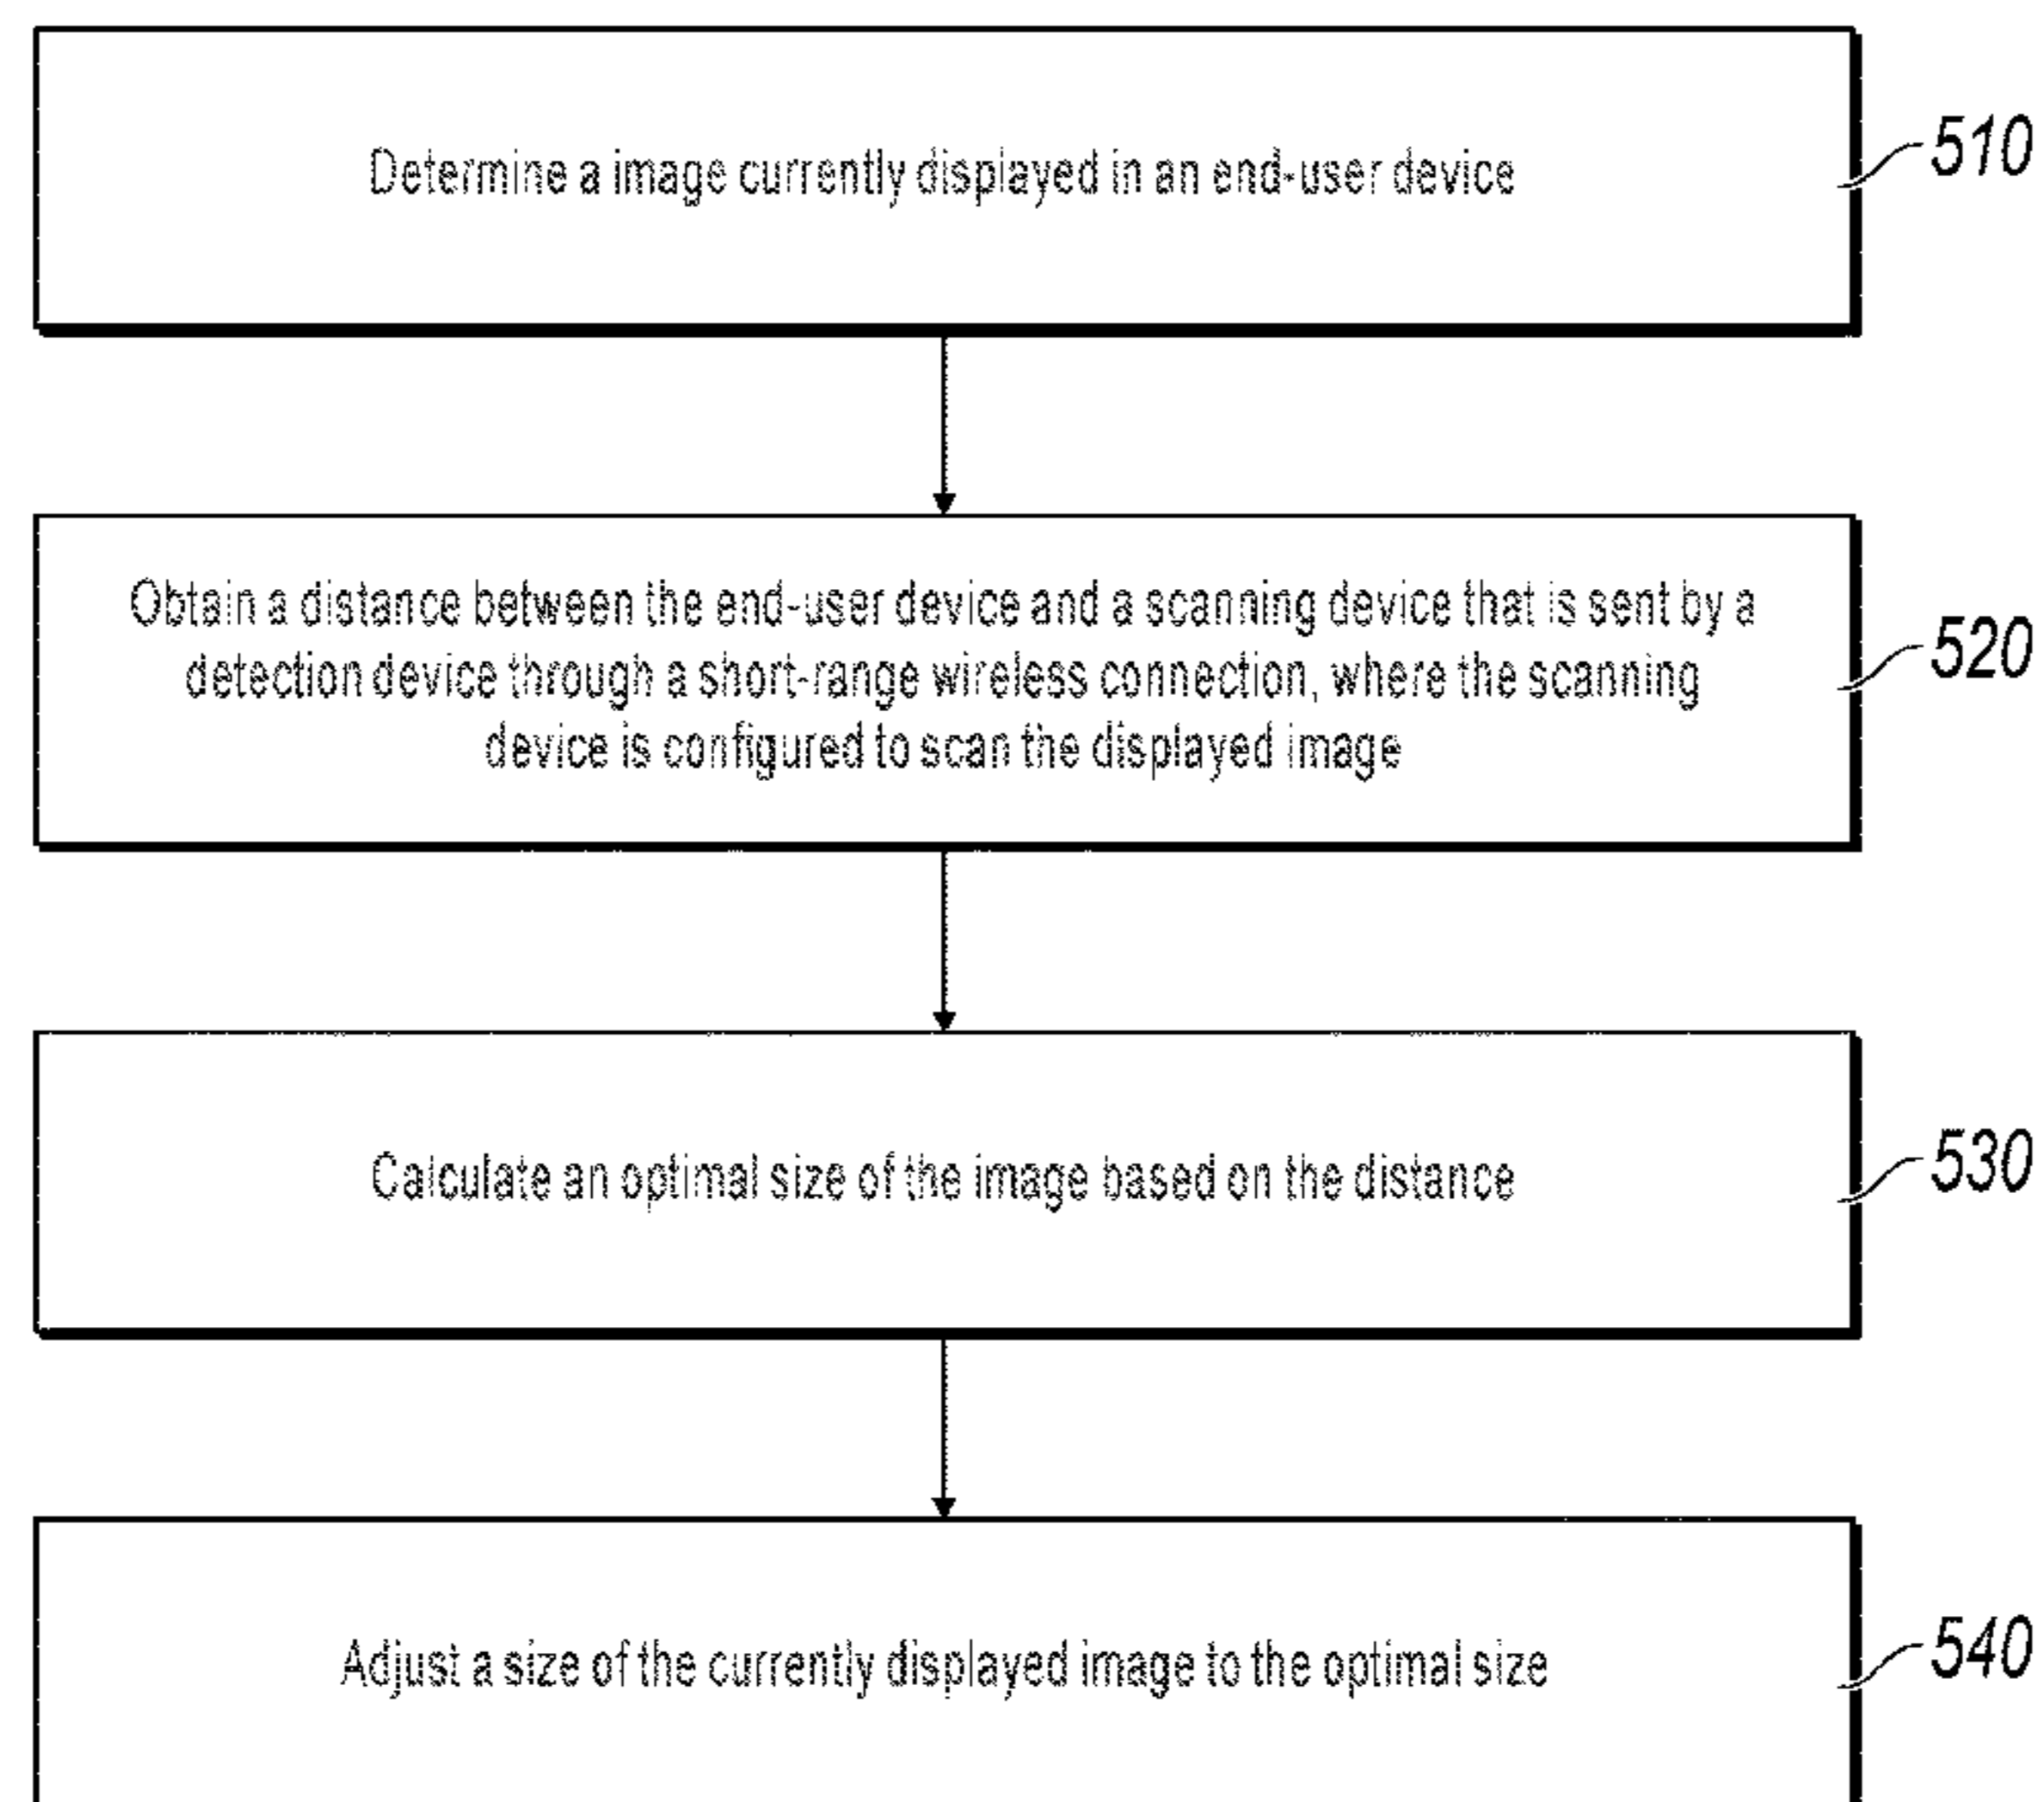 Determine a image currently displayed in an end-user device
510
Obtain a distance between the end-user device and a scanning device that is sent by a
detection device through a short-range wireless connection, where the scanning
device is configured to scan the displayed image
520
Calculate an optimal size of the image based on the distance
530
Adjust a size of the currently displayed image to the optimal size
540